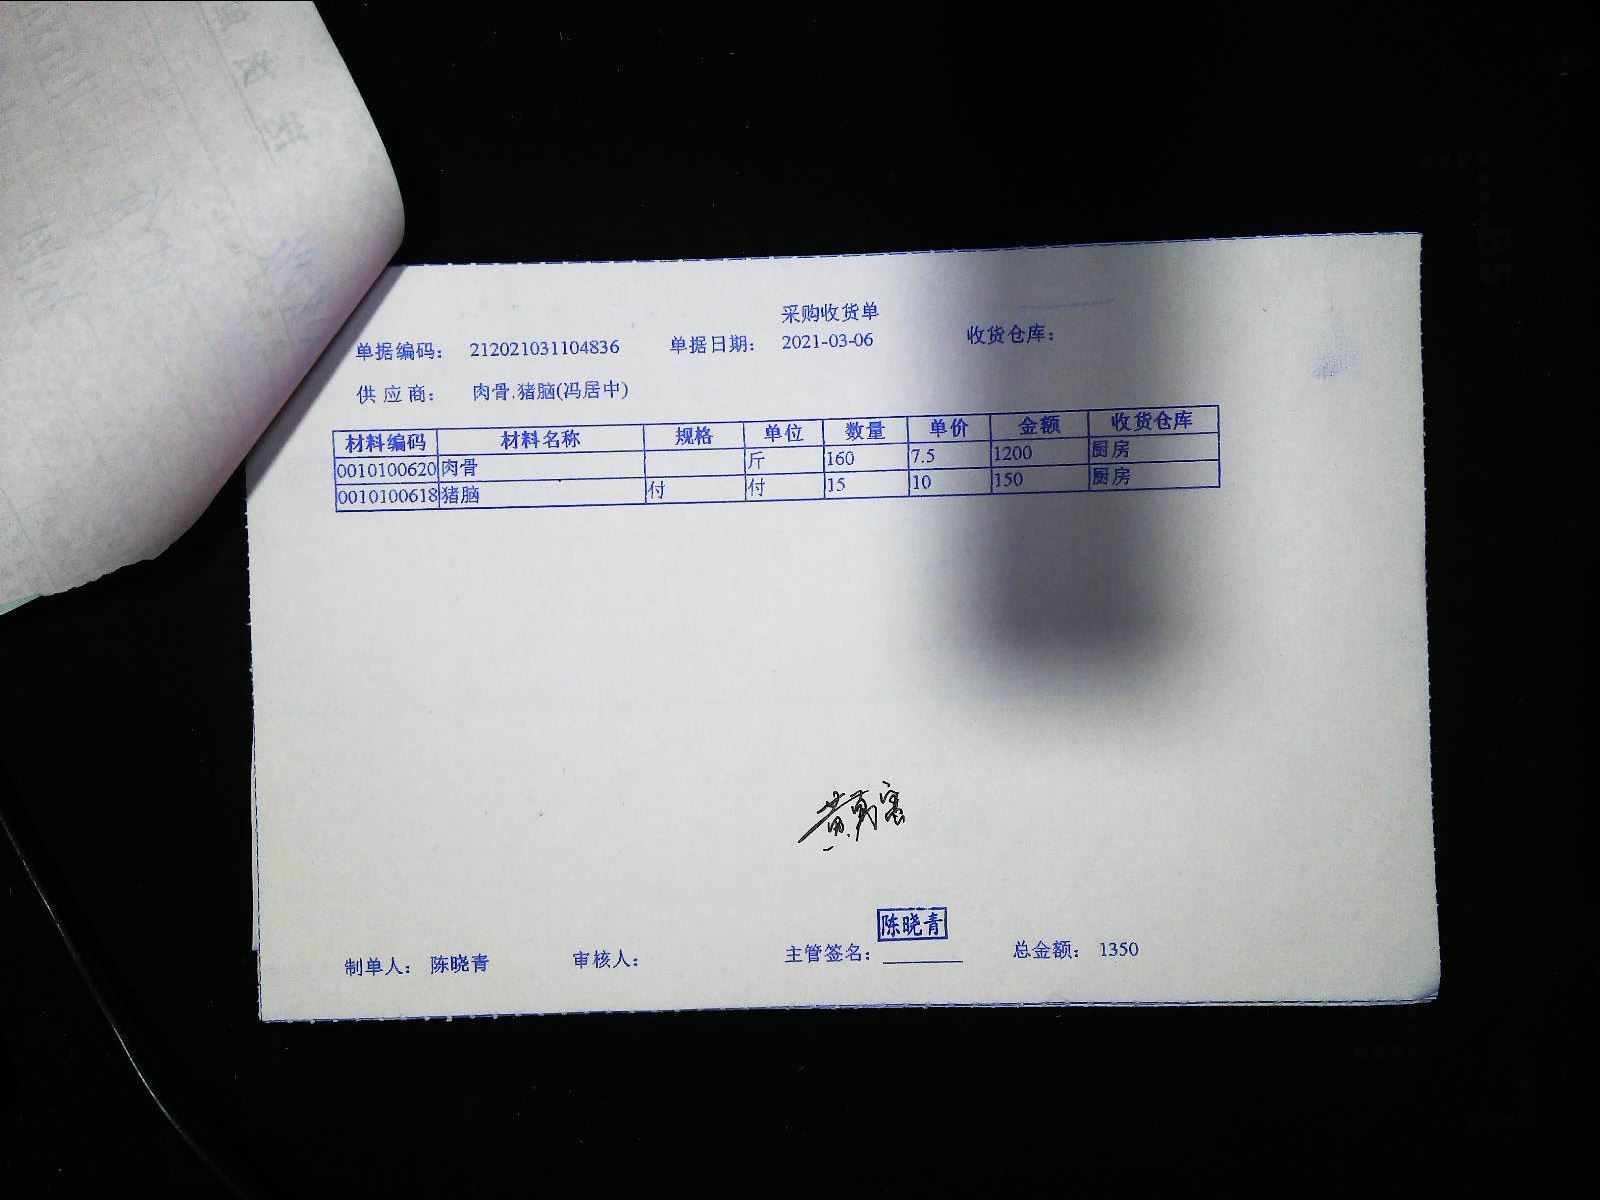 采购收货单
单据编码： 212021031104836 单据日期： 2021-03-06 收货仓库：
供 应 商： 肉骨.猪脑(冯居中)
材料编码 材料名称 规格 单位 数量 单价 金额 收货仓库
0010100620 肉骨 斤 160 7.5 1200 厨房
0010100618 猪脑 付 付 15 10 150 厨房
陈晓青
制单人： 陈晓青 审核人： 主管签名： 总金额： 1350